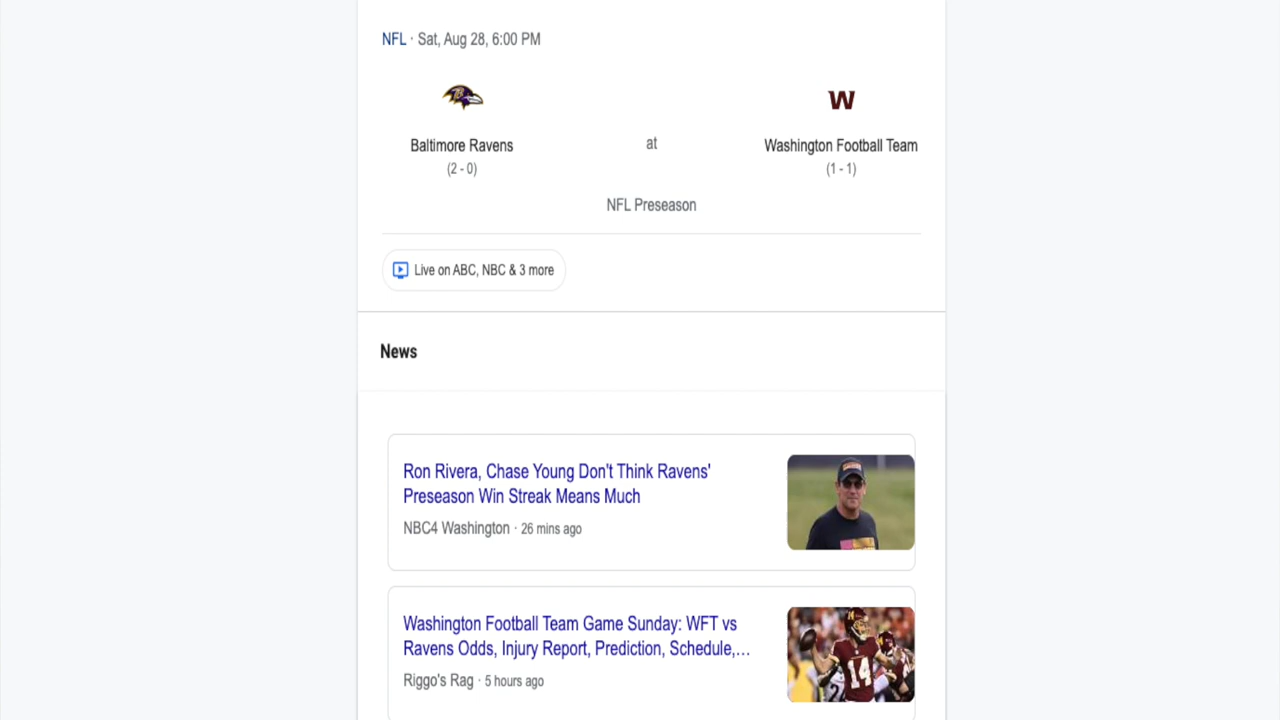 NFL · Sat, Aug 28, 6:00 PM
W
Baltimore Ravens
at
Washington Football Team
(2 - 0)
(1 - 1)
NFL Preseason
Live on ABC, NBC & 3 more
News
Ron Rivera, Chase Young Don't Think Ravens'
Preseason Win Streak Means Much
NBC4 Washington · 26 mins ago
Washington Football Team Game Sunday: WFT vs
Ravens Odds, Injury Report, Prediction, Schedule,...
Riggo's Rag · 5 hours ago
14